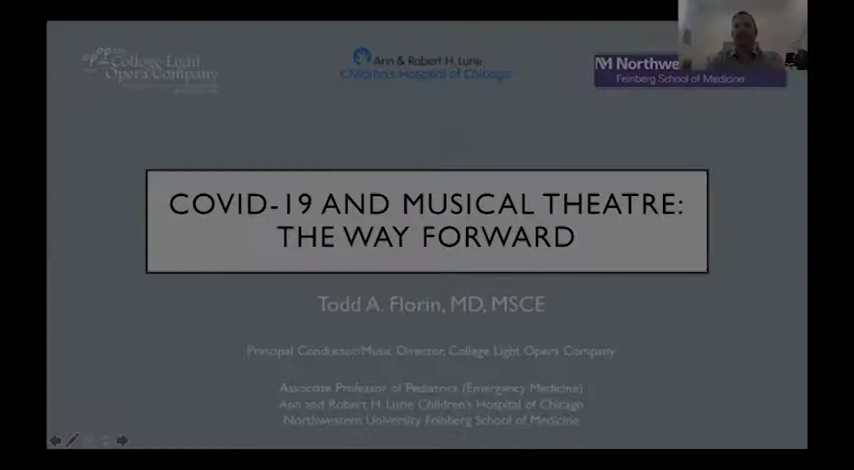 College Light
Opera Company
Ann & Robert H. Lurie
Children's Hospital of Chicago
M Northwe
Feinberg School of Medicine
COVID-19 AND MUSICAL THEATRE:
THE WAY FORWARD
Todd A. Florin, MD, MSCE
Principal Conductor/Music Director, College Light Opera Company
Associate Professor of Pediatrics (Emergency Medicine)
Ann and Robert H. Lurie Children's Hospital of Chicago
Northwestern University Feinberg School of Medicine